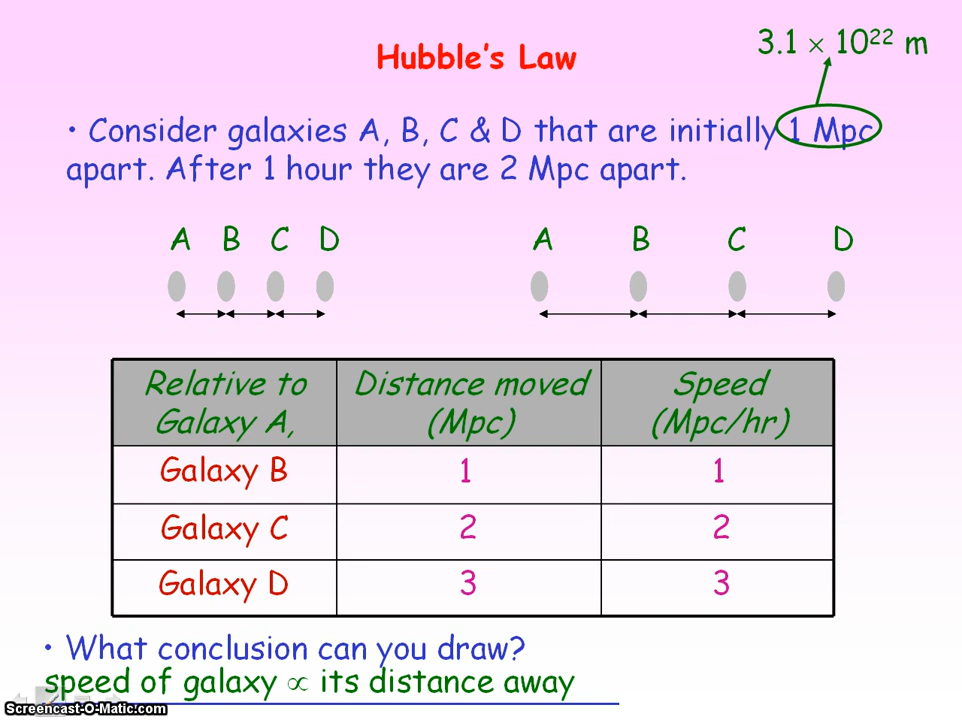 3.1 × 10²² m
Hubble's Law
• Consider galaxies A, B, C & D that are initially 1 Mpc
apart. After 1 hour they are 2 Mpc apart.
A B C D A B C D
Relative to Galaxy A, Distance moved (Mpc) Speed (Mpc/hr)
Galaxy B 1 1
Galaxy C 2 2
Galaxy D 3 3
• What conclusion can you draw?
speed of galaxy ∝ its distance away
Screencast-O-Matic.com